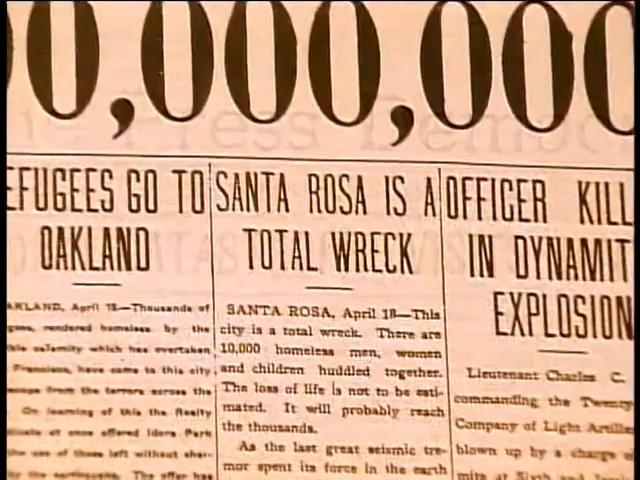 0,000,000
EFUGEES GO TO
OAKLAND
AKLAND, April 18—Thousands of
gees, rendered homeless by the
ble calamity which has overtaken
Francisco, have come to this city
escape from the terrors across the
On learning of this the Realty
dicate at once offered Idora Park
the use of those left without shel-
by the earthquake. The offer has
SANTA ROSA IS A
TOTAL WRECK
SANTA ROSA, April 18—This
city is a total wreck. There are
10,000 homeless men, women
and children huddled together.
The loss of life is not to be esti-
mated. It will probably reach
the thousands.
As the last great seismic tre-
mor spent its force in the earth
OFFICER KILL
IN DYNAMIT
EXPLOSION
Lieutenant Charles C.
commanding the Twenty
Company of Light Artille
blown up by a charge o
mite at Sixth and